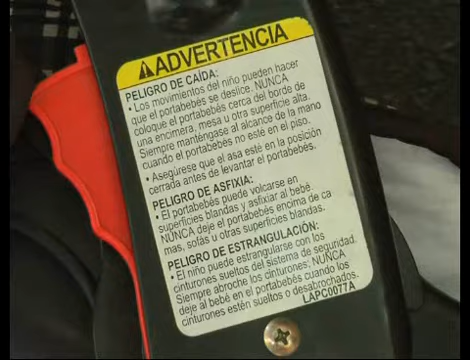 ADVERTENCIA
PELIGRO DE CAÍDA:
• Los movimientos del niño pueden hacer
que el portabebés se deslice. NUNCA
coloque el portabebés cerca del borde de
una encimera, mesa u otra superficie alta.
Siempre manténgase al alcance de la mano
cuando el portabebés no esté en el piso.
• Asegúrese que el asa esté en la posición
cerrada antes de levantar el portabebés.
PELIGRO DE ASFIXIA:
• El portabebé puede volcarse en
superficies blandas y asfixiar al bebé.
NUNCA deje el portabebé encima de ca
mas, sofás u otras superficies blandas.
PELIGRO DE ESTRANGULACIÓN:
• El niño puede estrangularse con los
cinturones sueltos del sistema de seguridad.
Siempre abroche los cinturones. NUNCA
deje al bebé en el portabebé cuando los
cinturones estén sueltos o desabrochados.
LAPC0077A